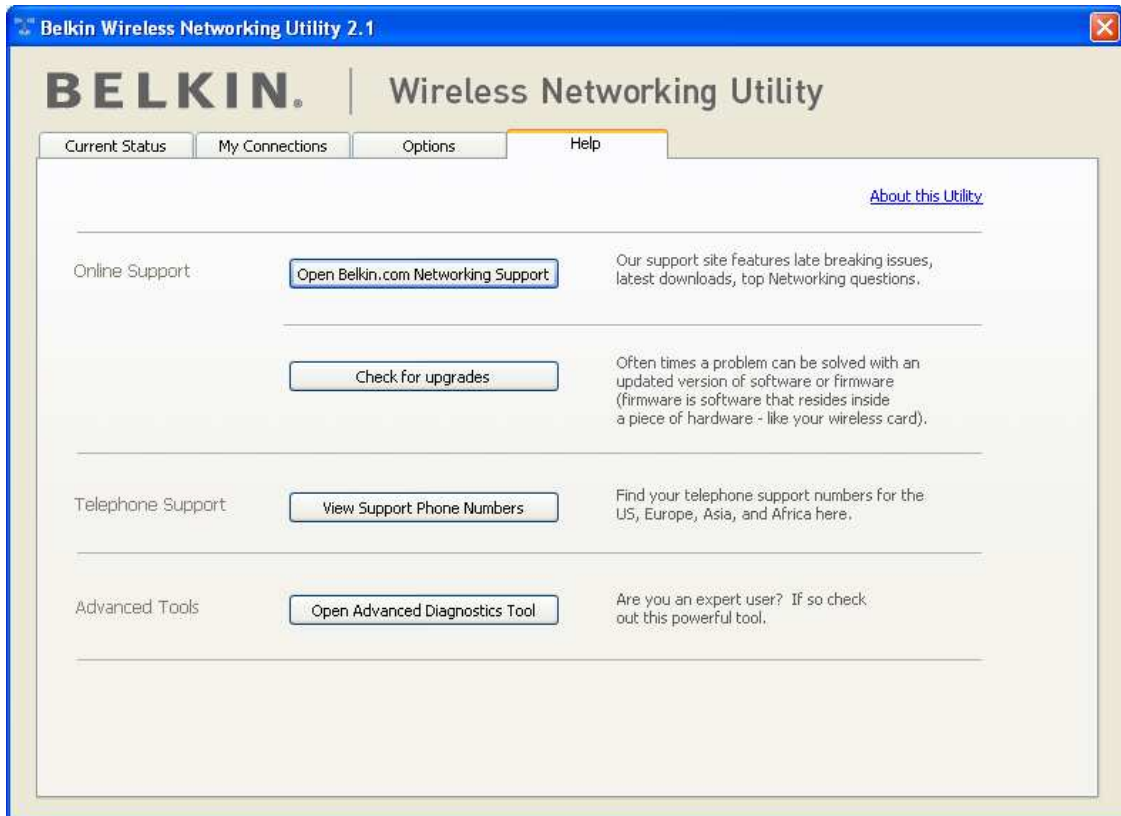 Belkin Wireless Networking Utility 2.1
BELKIN. | Wireless Networking Utility
Current Status
My Connections
Options
Help
About this Utility
Online Support
Open Belkin.com Networking Support
Our support site features late breaking issues,
latest downloads, top Networking questions.
Check for upgrades
Often times a problem can be solved with an
updated version of software or firmware
(firmware is software that resides inside
a piece of hardware - like your wireless card).
Telephone Support
View Support Phone Numbers
Find your telephone support numbers for the
US, Europe, Asia, and Africa here.
Advanced Tools
Open Advanced Diagnostics Tool
Are you an expert user?  If so check
out this powerful tool.